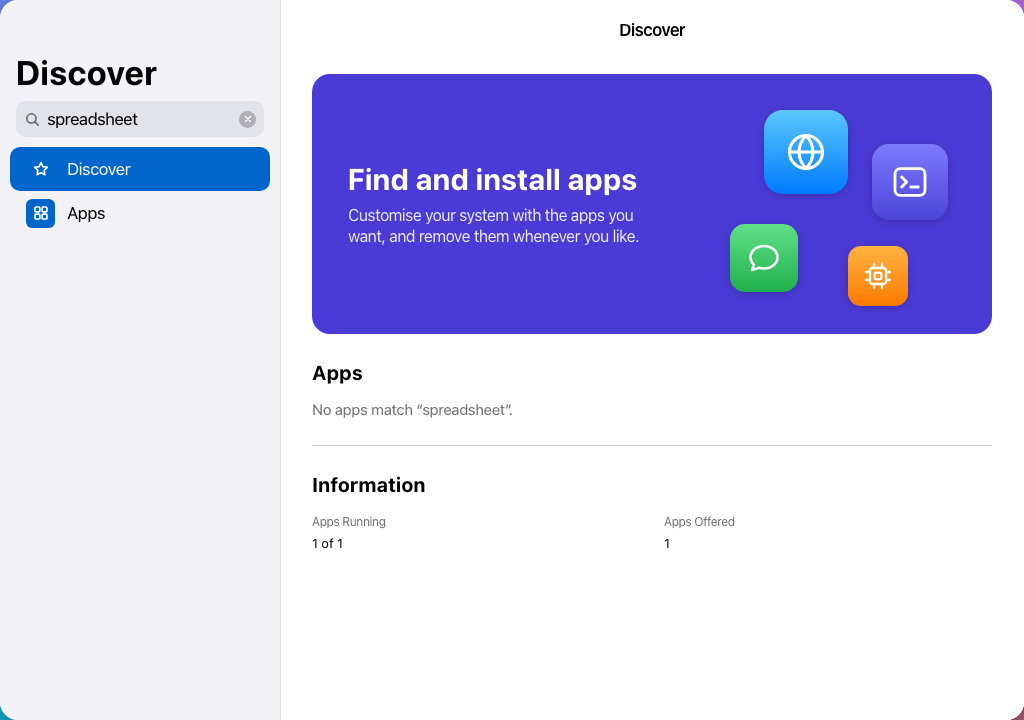 Discover
spreadsheet
Discover
Apps
Discover
Find and install apps
Customise your system with the apps you
want, and remove them whenever you like.
Apps
No apps match “spreadsheet”.
Information
Apps Running
1 of 1
Apps Offered
1